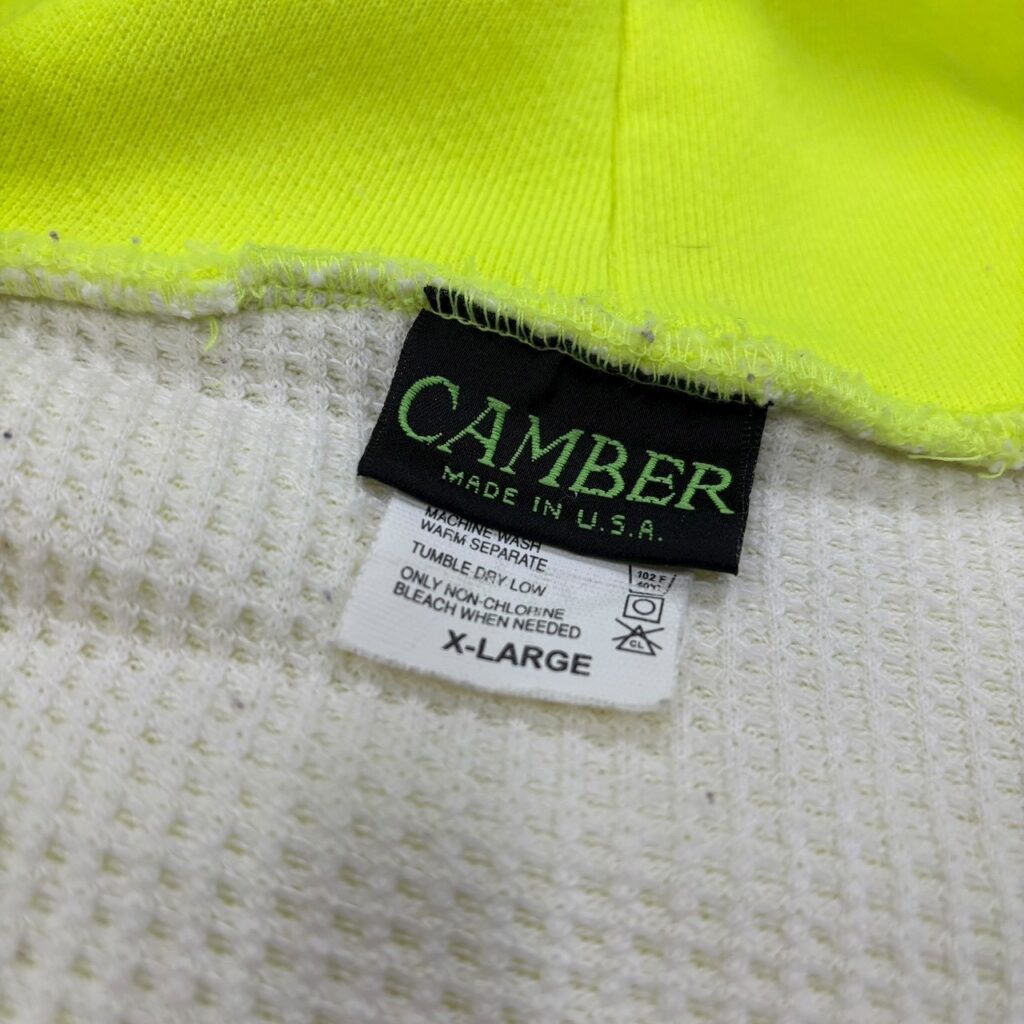 CAMBER
MADE IN U.S.A.
MACHINE WASH
WARM SEPARATE
TUMBLE DRY LOW
ONLY NON-CHLORINE
BLEACH WHEN NEEDED
X-LARGE
102 F
CL